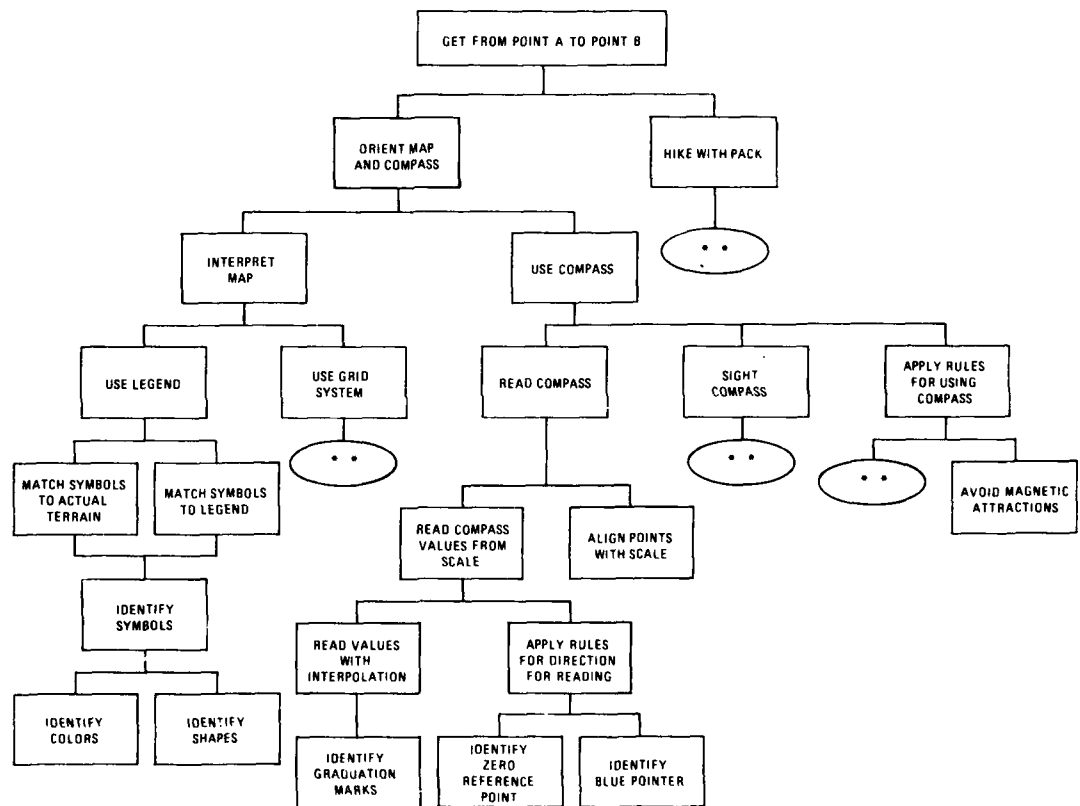 GET FROM POINT A TO POINT B
ORIENT MAP
AND COMPASS
HIKE WITH PACK
INTERPRET
MAP
USE COMPASS
USE LEGEND
USE GRID
SYSTEM
READ COMPASS
SIGHT
COMPASS
APPLY RULES
FOR USING
COMPASS
MATCH SYMBOLS
TO ACTUAL
TERRAIN
MATCH SYMBOLS
TO LEGEND
AVOID MAGNETIC
ATTRACTIONS
READ COMPASS
VALUES FROM
SCALE
ALIGN POINTS
WITH SCALE
IDENTIFY
SYMBOLS
READ VALUES
WITH
INTERPOLATION
APPLY RULES
FOR DIRECTION
FOR READING
IDENTIFY
COLORS
IDENTIFY
SHAPES
IDENTIFY
GRADUATION
MARKS
IDENTIFY
ZERO
REFERENCE
POINT
IDENTIFY
BLUE POINTER